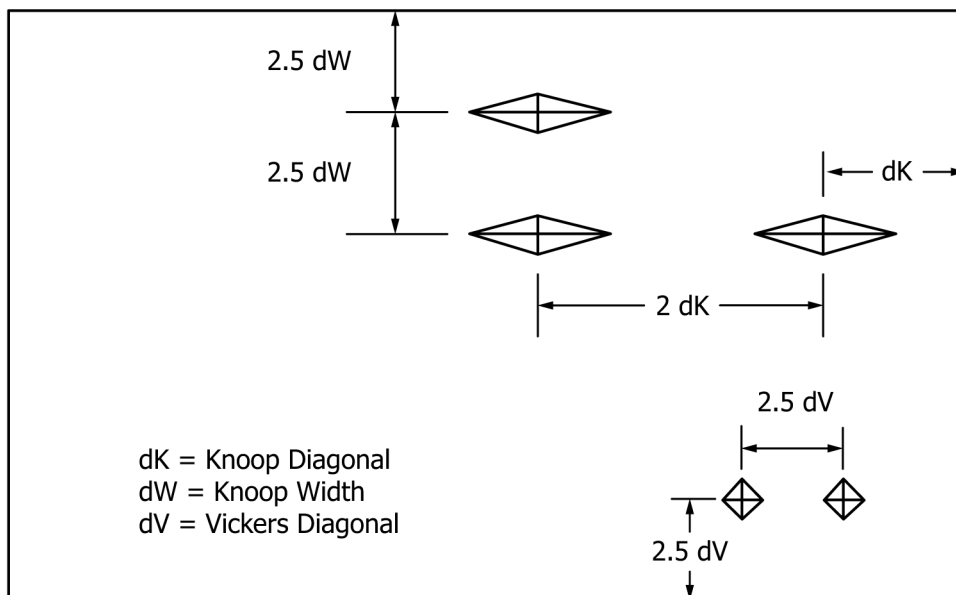 2.5 dW
2.5 dW
dK
2 dK
2.5 dV
dK = Knoop Diagonal
dW = Knoop Width
dV = Vickers Diagonal
2.5 dV